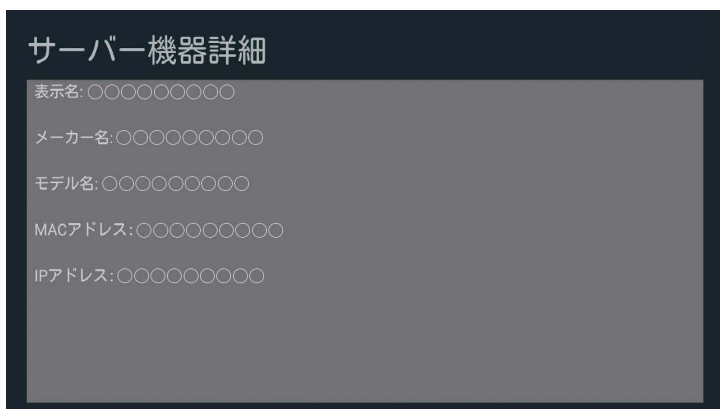 サーバー機器詳細
表示名:○○○○○○○○○
メーカー名:○○○○○○○○○
モデル名:○○○○○○○○○
MACアドレス:○○○○○○○○○
IPアドレス:○○○○○○○○○